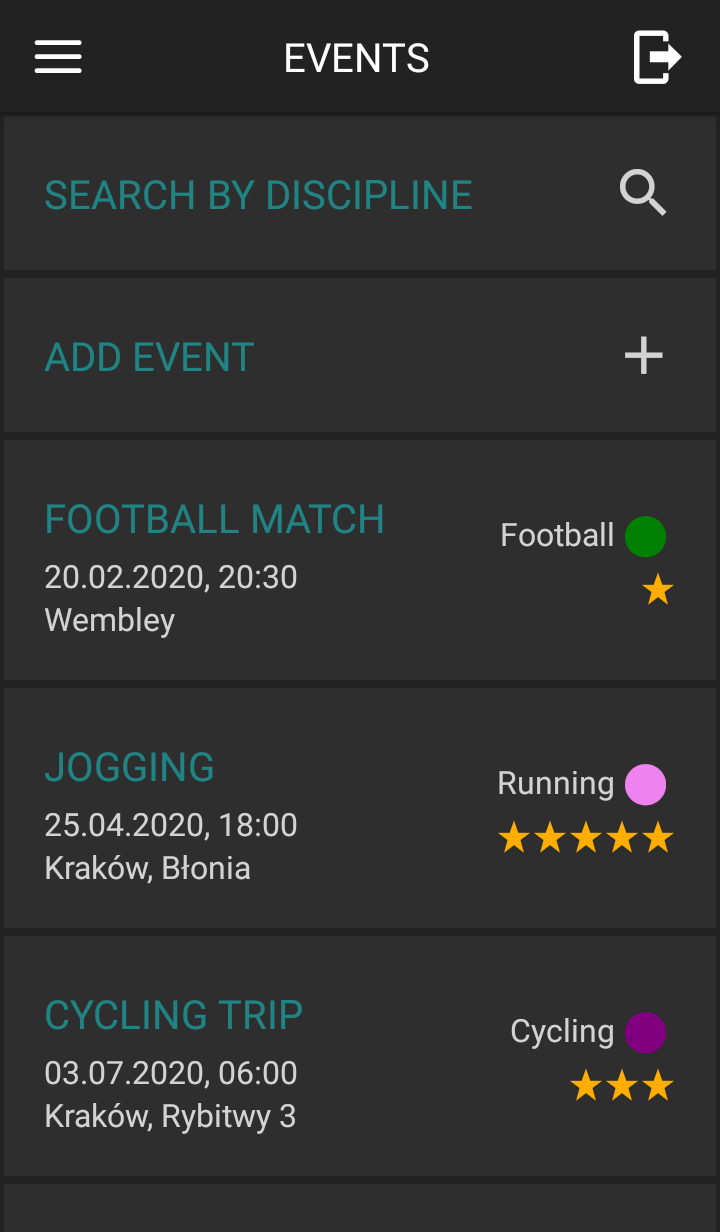 EVENTS
SEARCH BY DISCIPLINE
ADD EVENT
FOOTBALL MATCH
Football
20.02.2020, 20:30
Wembley
JOGGING
Running
25.04.2020, 18:00
Kraków, Błonia
CYCLING TRIP
Cycling
03.07.2020, 06:00
Kraków, Rybitwy 3